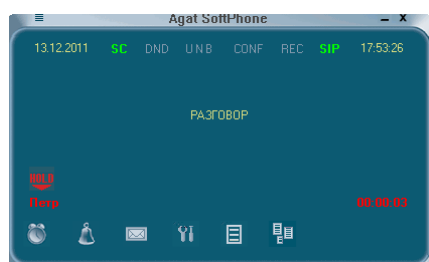 Agat SoftPhone
13.12.2011 SC DND UNB CONF REC SIP 17:53:26
РАЗГОВОР
HOLD
Петр 00:00:03